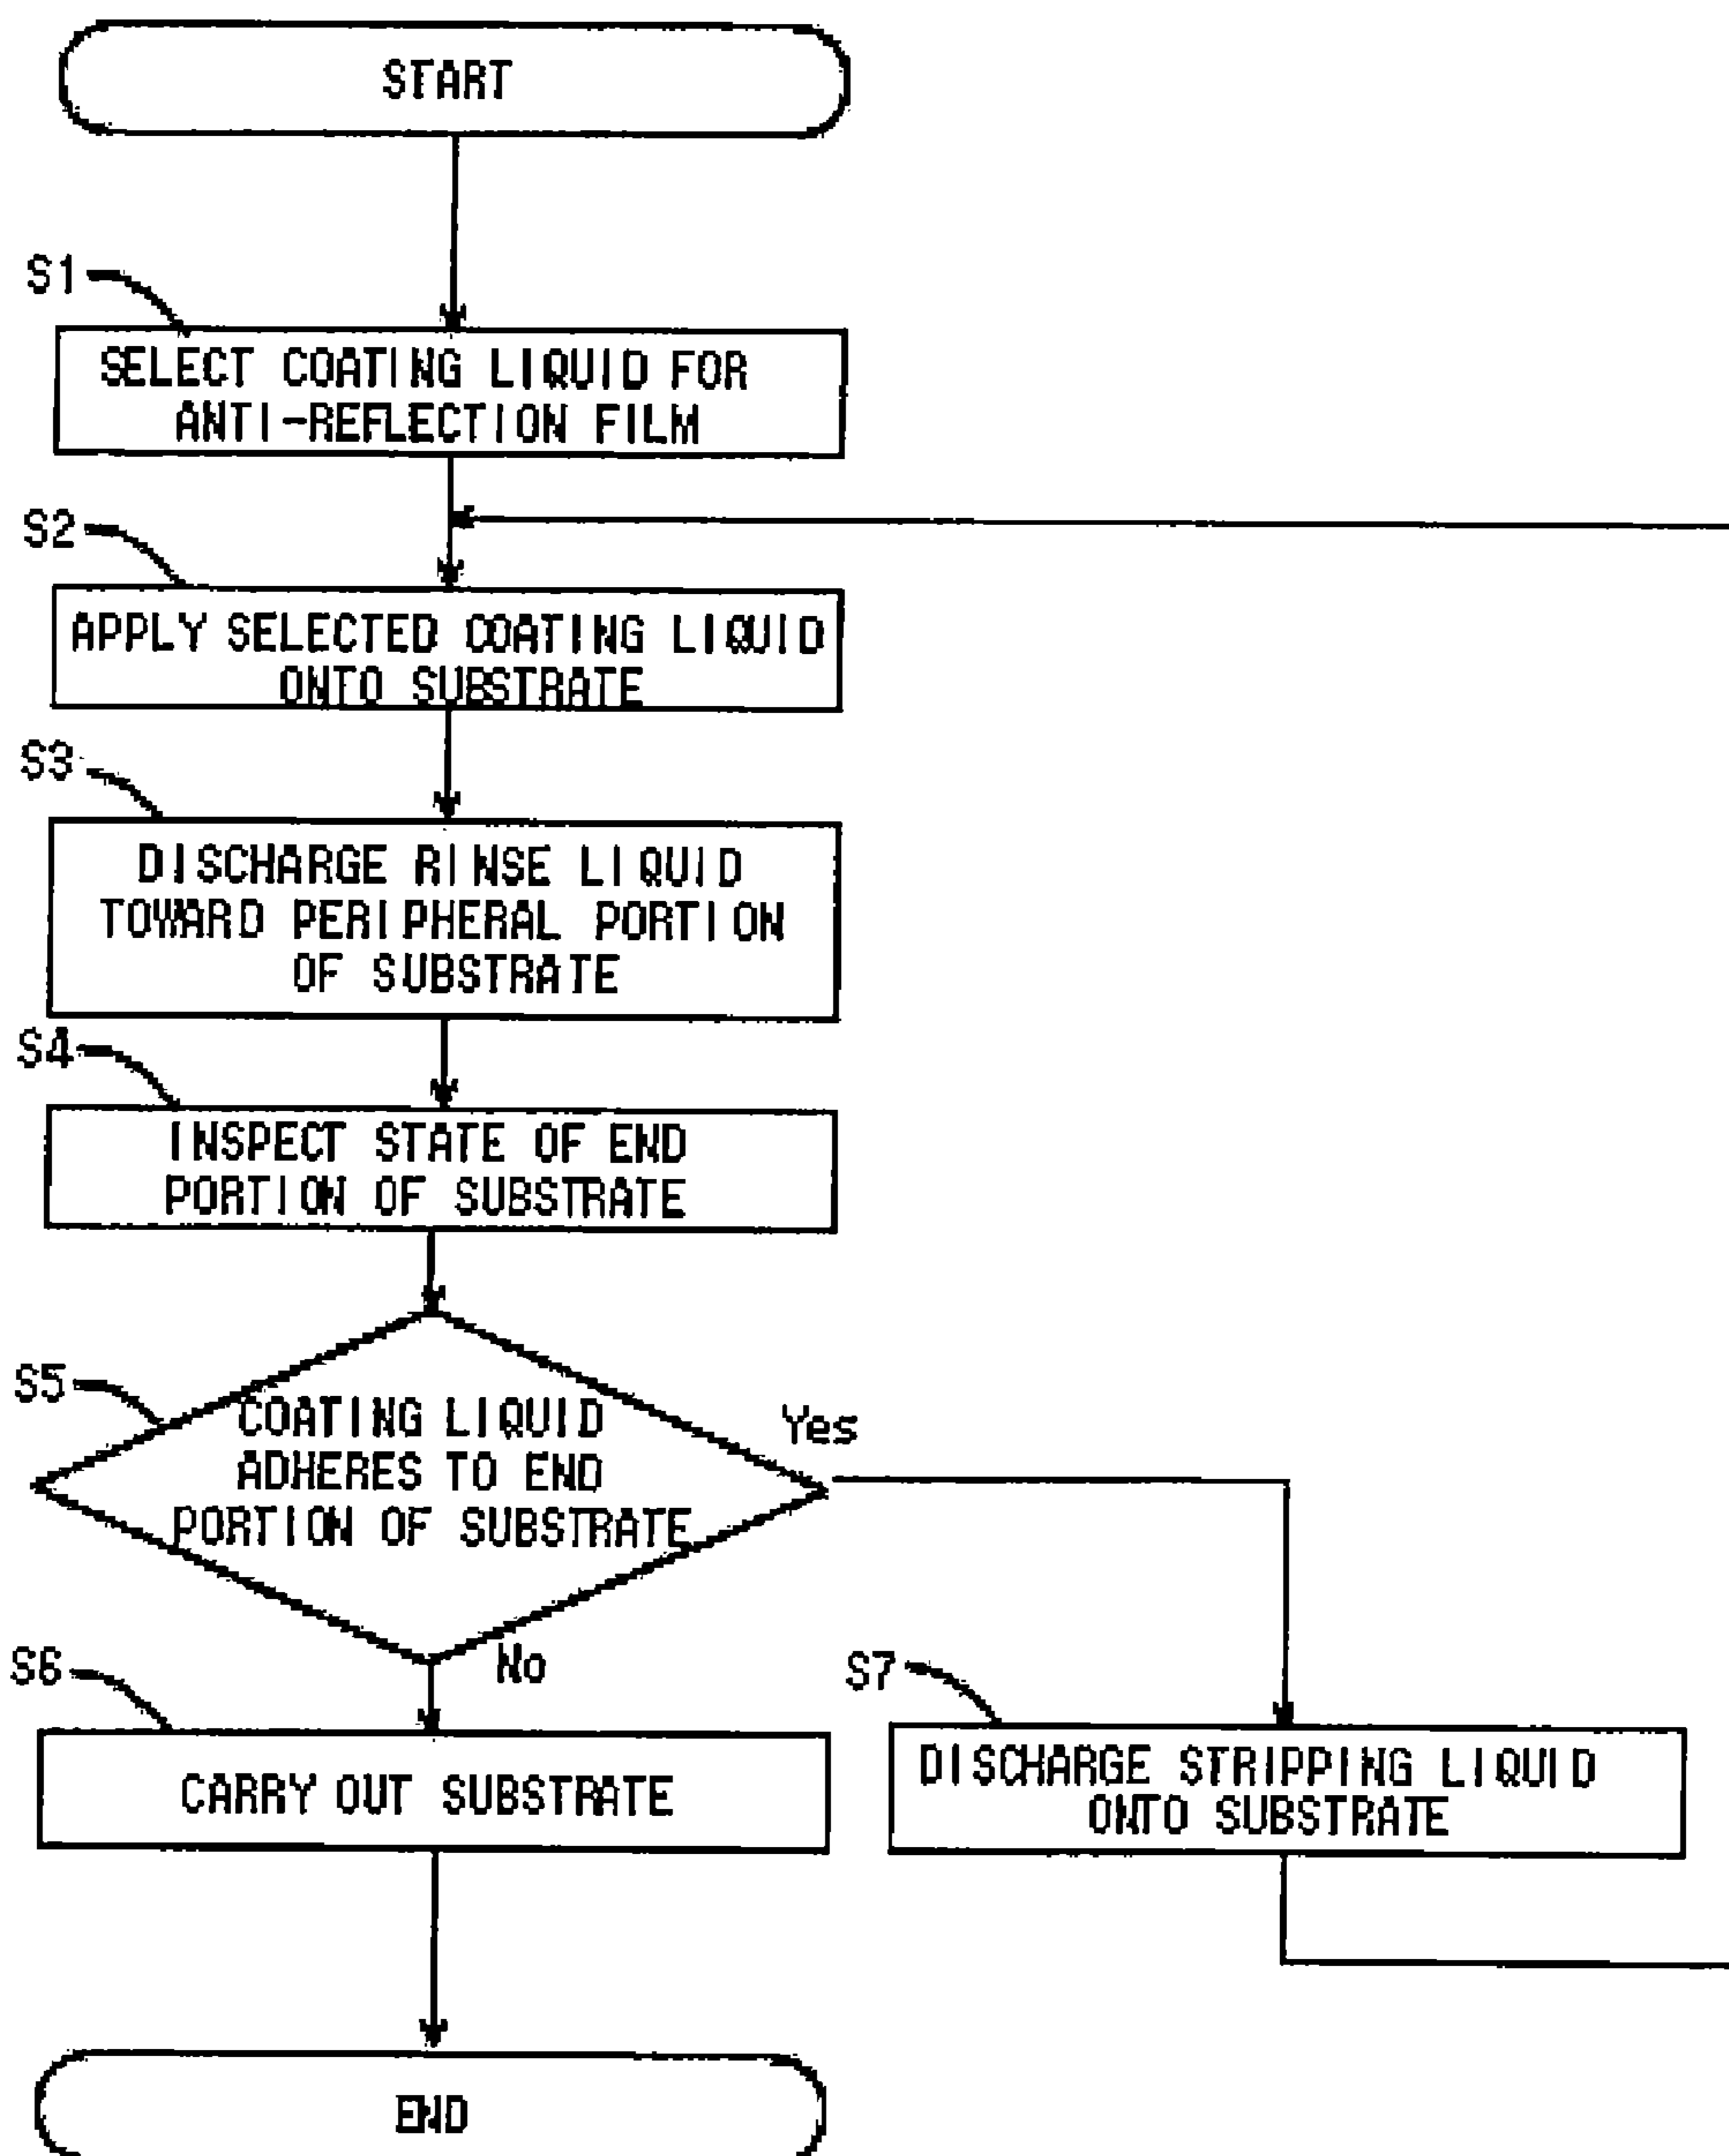 START
S1
SELECT COATING LIQUID FOR
ANTI-REFLECTION FILM
S2
APPLY SELECTED COATING LIQUID
ONTO SUBSTRATE
S3
DISCHARGE RINSE LIQUID
TOWARD PERIPHERAL PORTION
OF SUBSTRATE
S4
INSPECT STATE OF END
PORTION OF SUBSTRATE
S5
COATING LIQUID
ADHERES TO END
PORTION OF SUBSTRATE
Yes
No
S6
CARRY OUT SUBSTRATE
S7
DISCHARGE STRIPPING LIQUID
ONTO SUBSTRATE
END